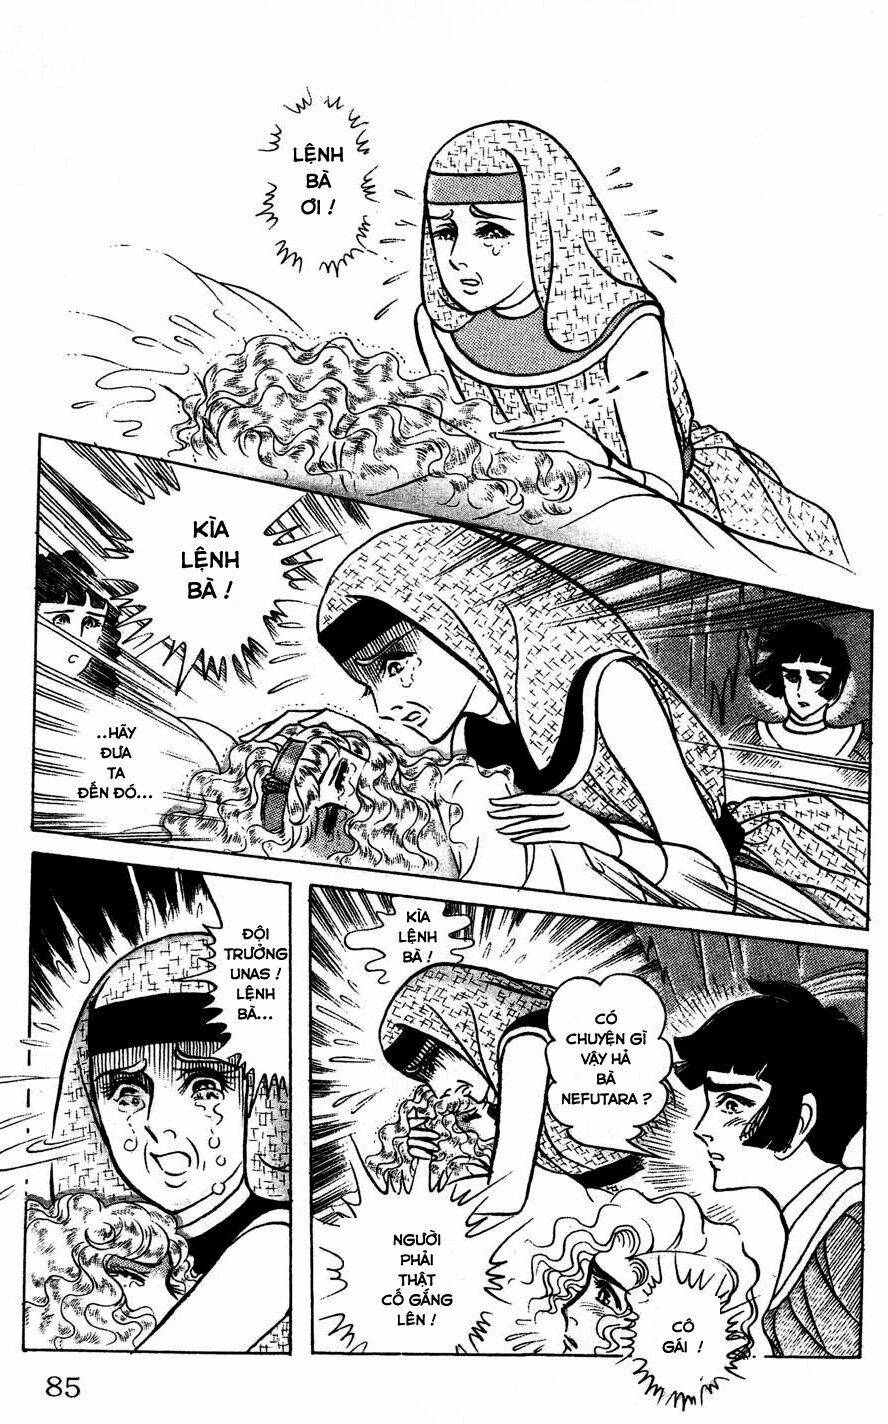 LỆNH
BÀ
ƠI !
KÌA
LỆNH
BÀ !
..HÃY
ĐƯA
TA
ĐẾN ĐÓ...
ĐỘI
TRƯỞNG
UNAS !
LỆNH
BÀ...
KÌA
LỆNH
BÀ !
CÓ
CHUYỆN GÌ
VẬY HẢ
BÀ
NEFUTARA ?
NGƯỜI
PHẢI
THẬT
CỐ GẮNG
LÊN !
CÔ
GÁI !
85